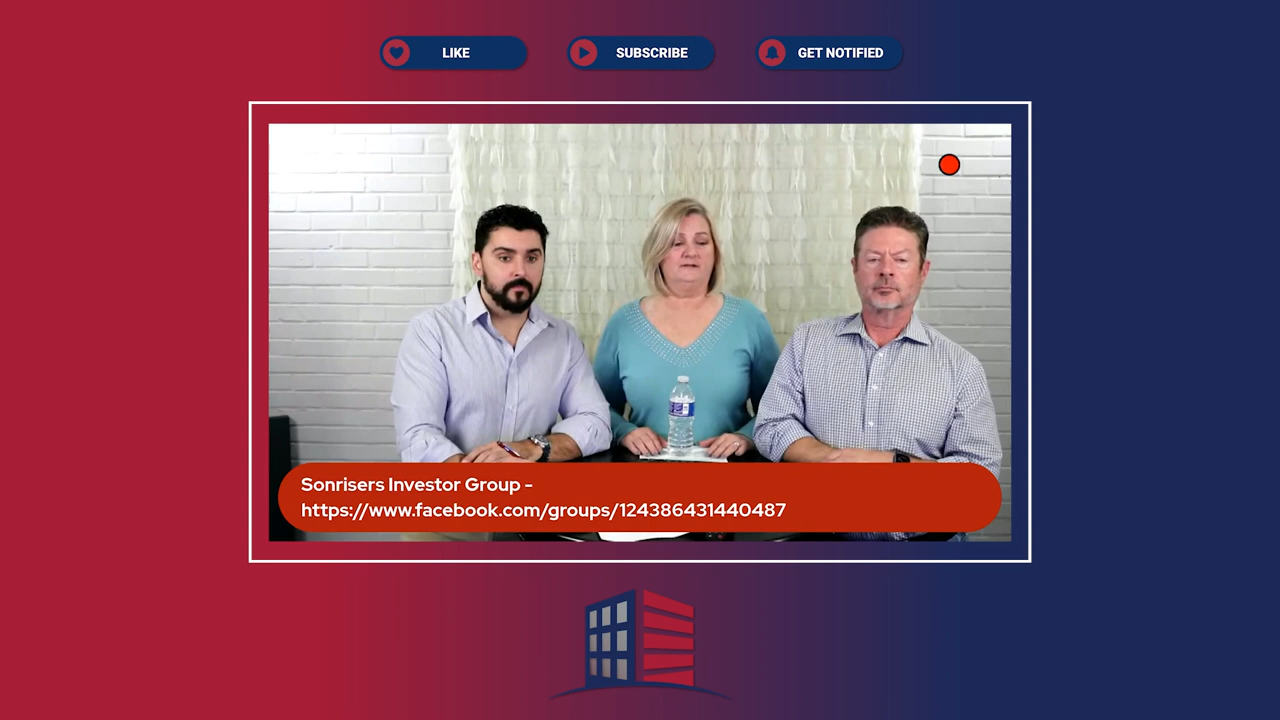 LIKE
SUBSCRIBE
GET NOTIFIED
Sonrisers Investor Group -
https://www.facebook.com/groups/124386431440487